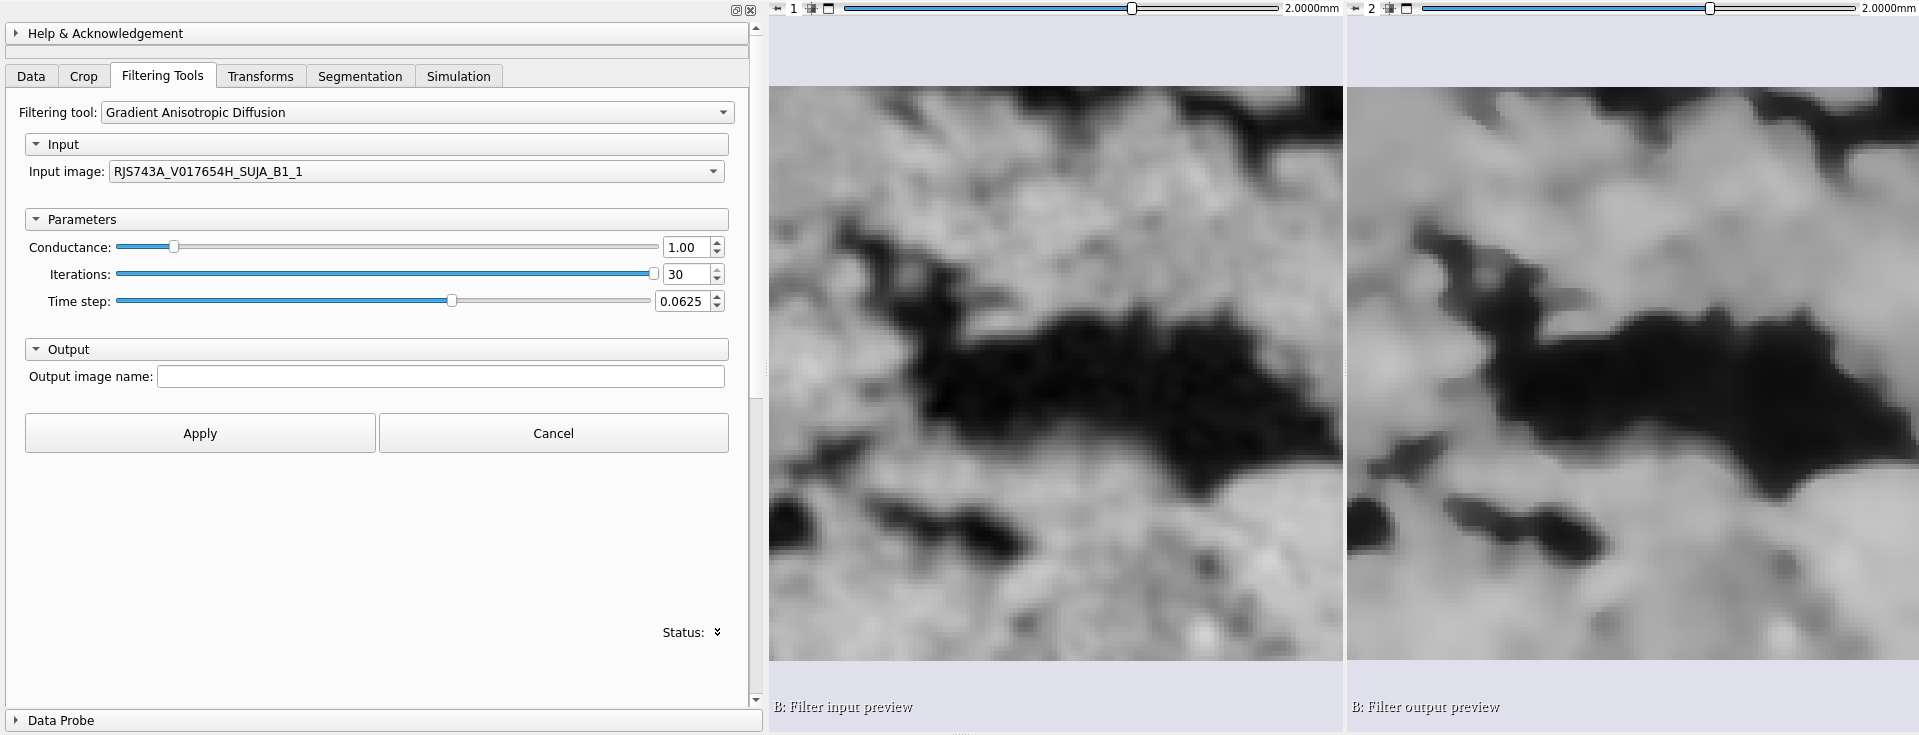 Help & Acknowledgement
Data Crop Filtering Tools Transforms Segmentation Simulation
Filtering tool: Gradient Anisotropic Diffusion
Input
Input image: RJS743A_V017654H_SUJA_B1_1
Parameters
Conductance: 1.00
Iterations: 30
Time step: 0.0625
Output
Output image name:
Apply Cancel
Status:
Data Probe
1 2.0000mm
B: Filter input preview
2 2.0000mm
B: Filter output preview